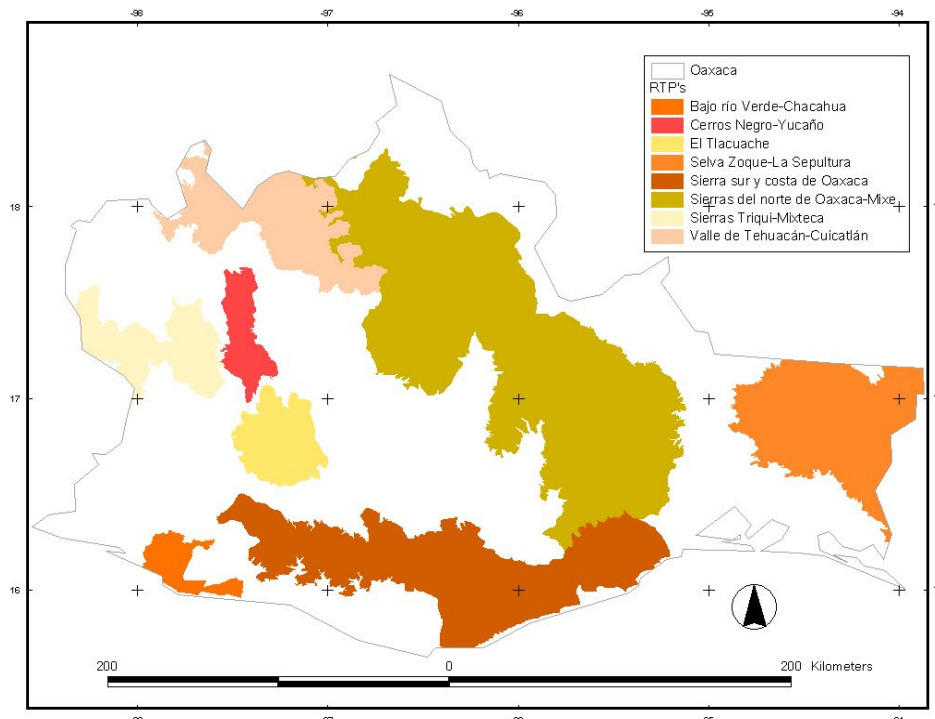 -98 -97 -96 -95 -94
Oaxaca
RTP's
Bajo río Verde-Chacahua
Cerros Negro-Yucaño
El Tlacuache
Selva Zoque-La Sepultura
Sierra sur y costa de Oaxaca
Sierras del norte de Oaxaca-Mixe
Sierras Triqui-Mixteca
Valle de Tehuacán-Cuicatlán
18
17
16
200 0 200 Kilometers